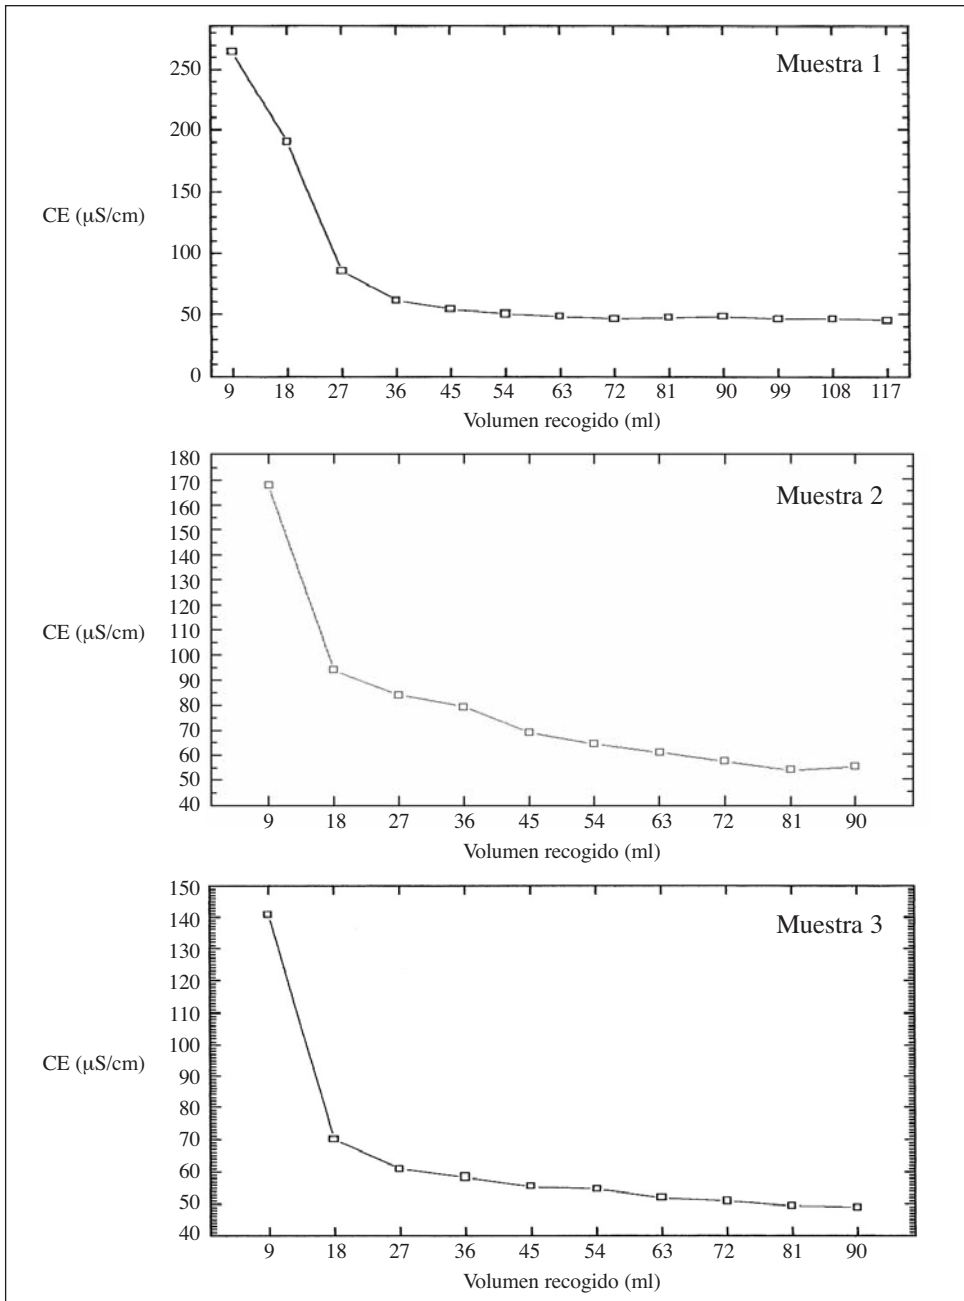 Muestra 1
250
200
150
100
50
0
CE (µS/cm)
9 18 27 36 45 54 63 72 81 90 99 108 117
Volumen recogido (ml)
Muestra 2
180
170
160
150
140
130
120
110
100
90
80
70
60
50
40
CE (µS/cm)
9 18 27 36 45 54 63 72 81 90
Volumen recogido (ml)
Muestra 3
150
140
130
120
110
100
90
80
70
60
50
40
CE (µS/cm)
9 18 27 36 45 54 63 72 81 90
Volumen recogido (ml)